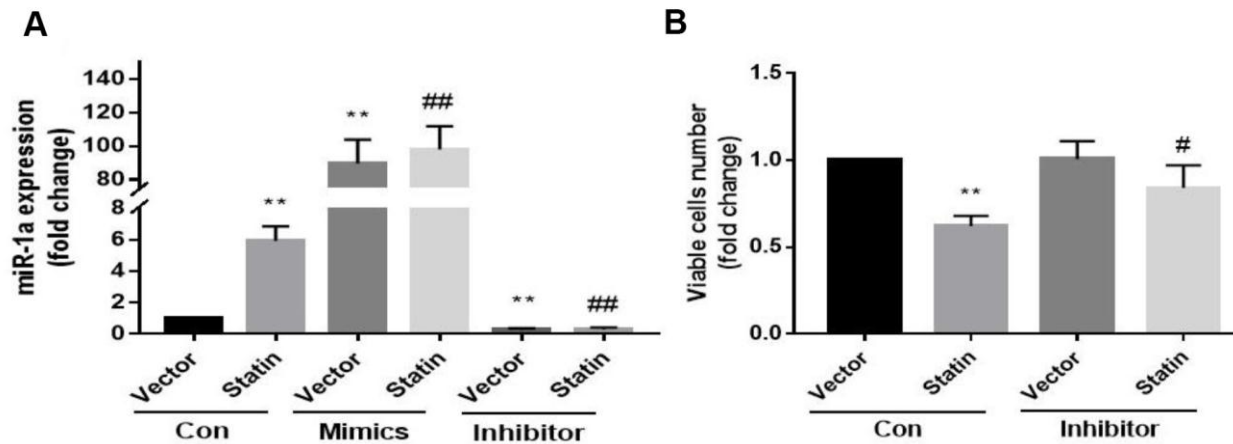 A
miR-1a expression
(fold change)
140
120
100
80
8
6
4
2
0
**
**
##
**
##
Vector
Statin
Vector
Statin
Vector
Statin
Con
Mimics
Inhibitor
B
Viable cells number
(fold change)
1.5
1.0
0.5
0.0
**
#
Vector
Statin
Vector
Statin
Con
Inhibitor